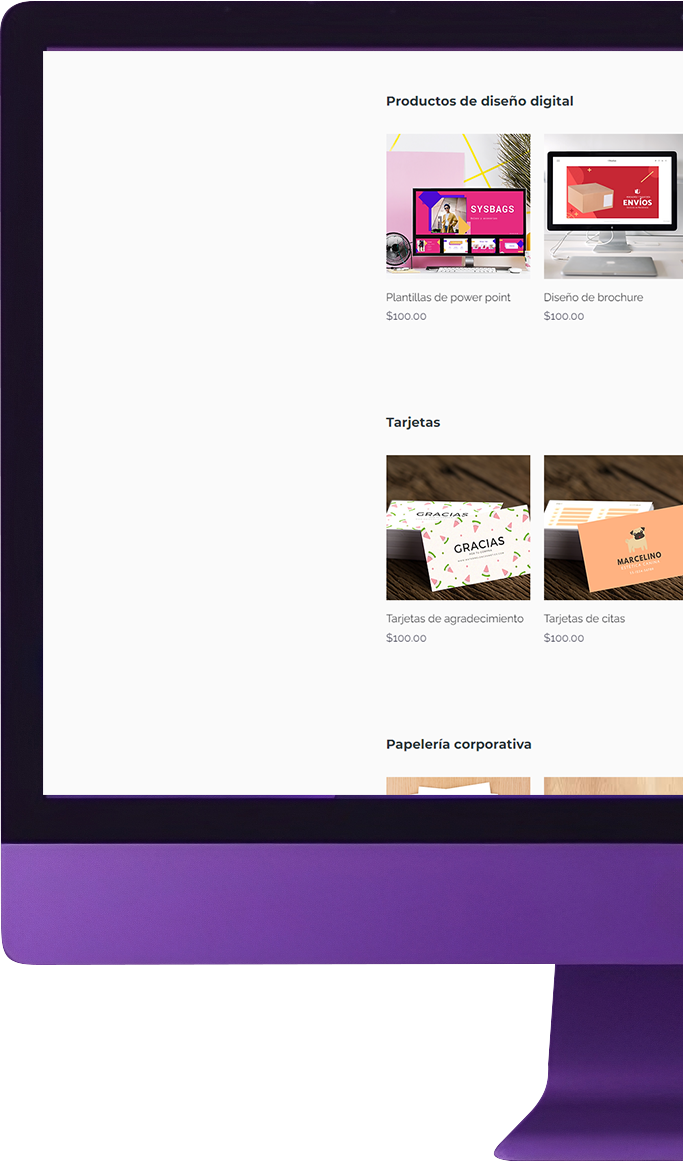 Productos de diseño digital
SYSBAGS
ENVÍOS
Plantillas de power point
Diseño de brochure
$100.00
$100.00
Tarjetas
GRACIAS
GRACIAS
MARCELINO
Tarjetas de agradecimiento
Tarjetas de citas
$100.00
$100.00
Papelería corporativa